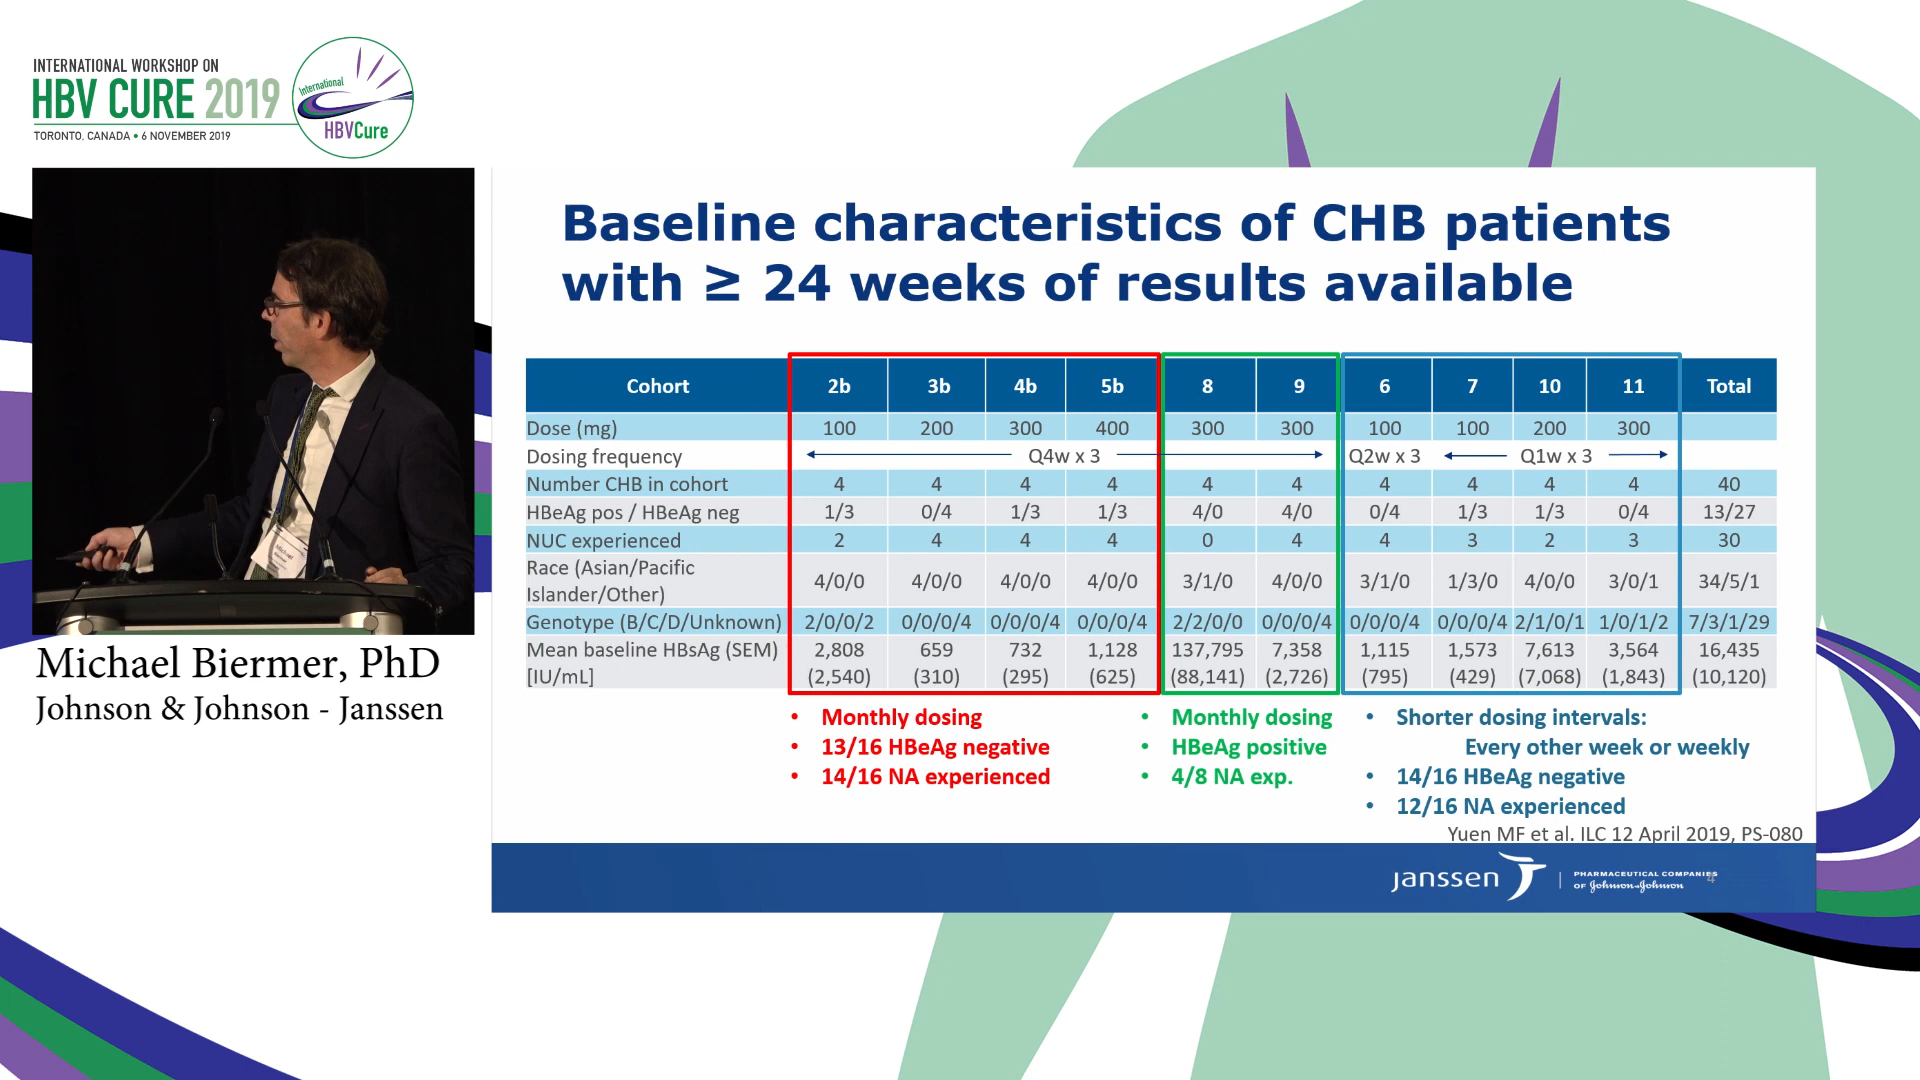 INTERNATIONAL WORKSHOP ON
HBV CURE 2019
TORONTO, CANADA • 6 NOVEMBER 2019
International
HBVCure
Baseline characteristics of CHB patients
with ≥ 24 weeks of results available
Cohort 2b 3b 4b 5b 8 9 6 7 10 11 Total
Dose (mg) 100 200 300 400 300 300 100 100 200 300
Dosing frequency Q4w x 3 Q2w x 3 Q1w x 3
Number CHB in cohort 4 4 4 4 4 4 4 4 4 4 40
HBeAg pos / HBeAg neg 1/3 0/4 1/3 1/3 4/0 4/0 0/4 1/3 1/3 0/4 13/27
NUC experienced 2 4 4 4 0 4 4 3 2 3 30
Race (Asian/Pacific
Islander/Other) 4/0/0 4/0/0 4/0/0 4/0/0 3/1/0 4/0/0 3/1/0 1/3/0 4/0/0 3/0/1 34/5/1
Genotype (B/C/D/Unknown) 2/0/0/2 0/0/0/4 0/0/0/4 0/0/0/4 2/2/0/0 0/0/0/4 0/0/0/4 0/0/0/4 2/1/0/1 1/0/1/2 7/3/1/29
Mean baseline HBsAg (SEM) 2,808 659 732 1,128 137,795 7,358 1,115 1,573 7,613 3,564 16,435
[IU/mL] (2,540) (310) (295) (625) (88,141) (2,726) (795) (429) (7,068) (1,843) (10,120)
• Monthly dosing
• 13/16 HBeAg negative
• 14/16 NA experienced
• Monthly dosing
• HBeAg positive
• 4/8 NA exp.
• Shorter dosing intervals:
Every other week or weekly
• 14/16 HBeAg negative
• 12/16 NA experienced
Yuen MF et al. ILC 12 April 2019, PS-080
Janssen
PHARMACEUTICAL COMPANIES
OF Johnson & Johnson
4
Michael Biermer, PhD
Johnson & Johnson - Janssen